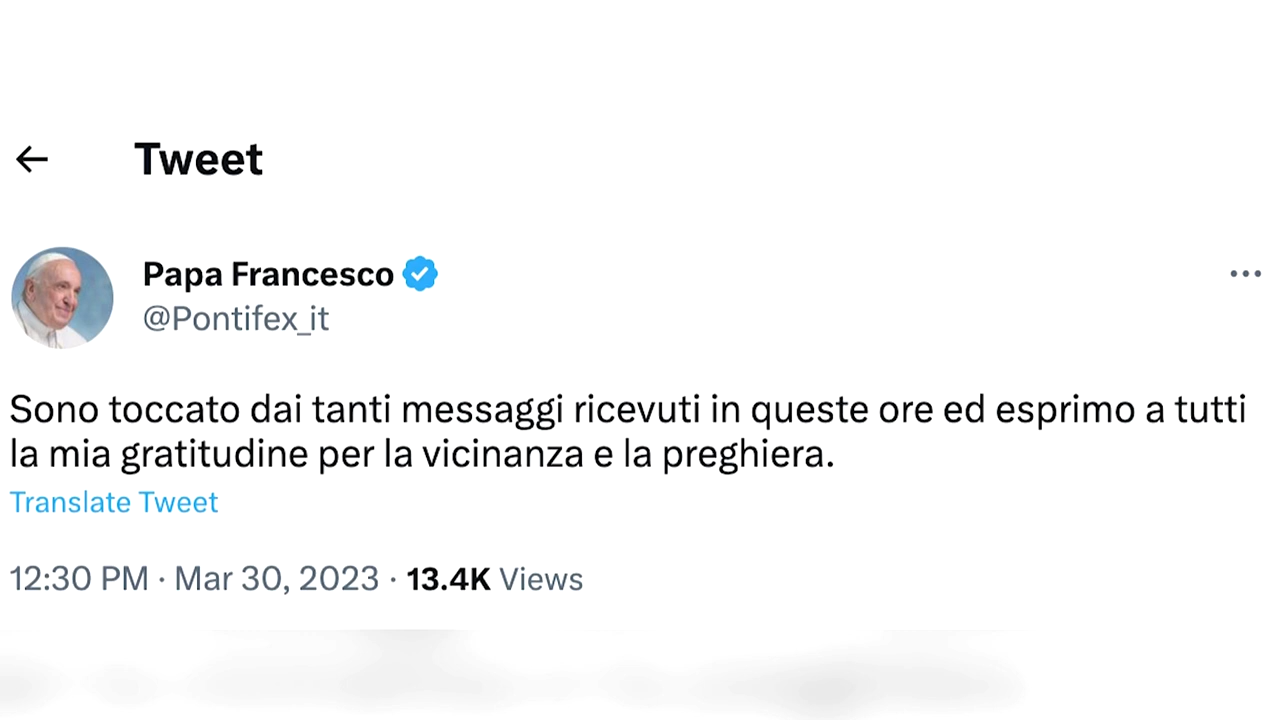 Tweet
Papa Francesco
@Pontifex_it
Sono toccato dai tanti messaggi ricevuti in queste ore ed esprimo a tutti
la mia gratitudine per la vicinanza e la preghiera.
Translate Tweet
12:30 PM · Mar 30, 2023 · 13.4K Views